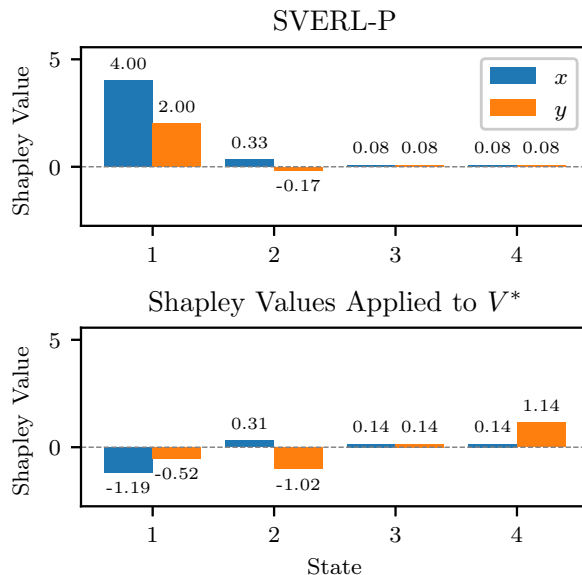 SVERL-P
Shapley Value
5
0
4.00
2.00
0.33
-0.17
0.08 0.08
0.08 0.08
x
y
1 2 3 4
Shapley Values Applied to V*
Shapley Value
5
0
-1.19
-0.52
0.31
-1.02
0.14 0.14
0.14
1.14
1 2 3 4
State